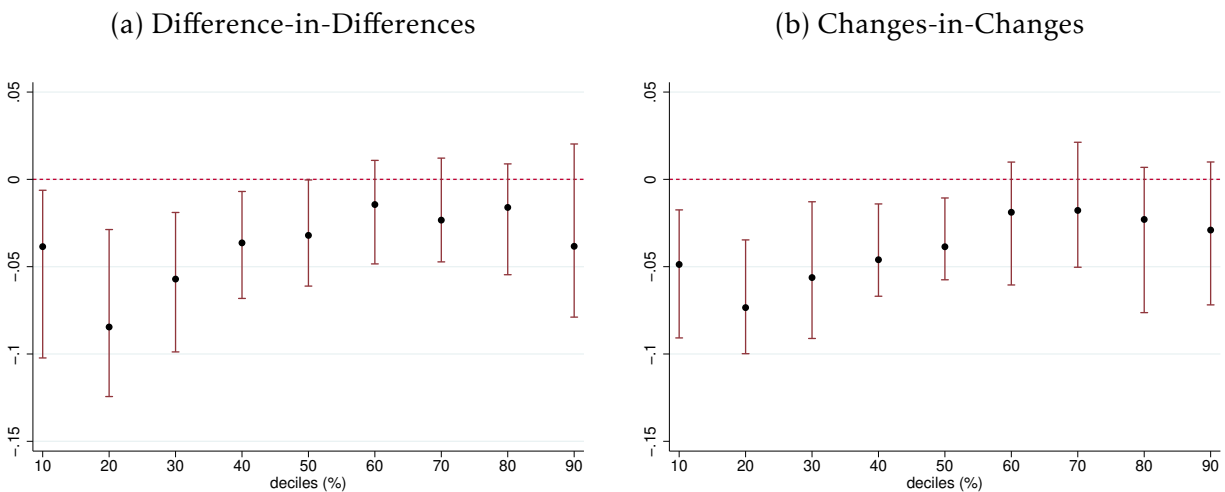 (a) Difference-in-Differences
.05
0
-.05
-.1
-.15
10 20 30 40 50 60 70 80 90
deciles (%)
(b) Changes-in-Changes
.05
0
-.05
-.1
-.15
10 20 30 40 50 60 70 80 90
deciles (%)